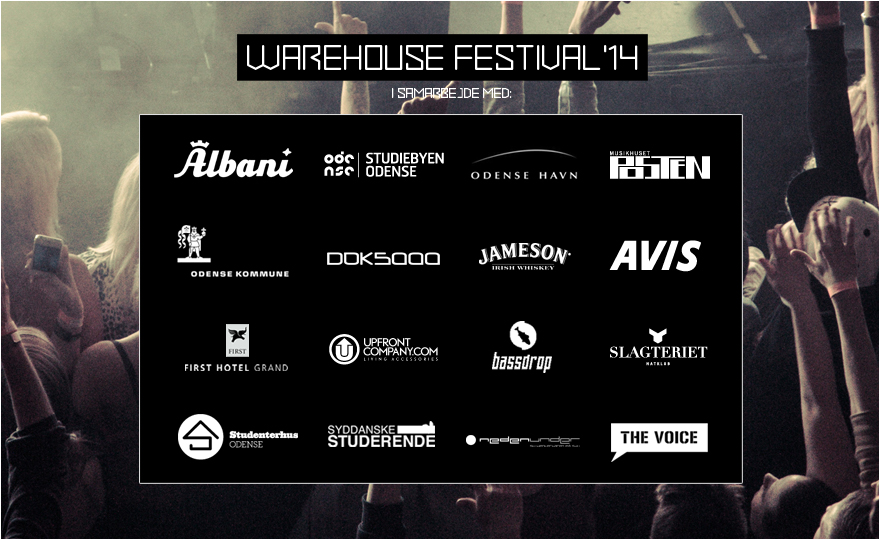 WAREHOUSE FESTIVAL'14
I SAMARBEJDE MED:
Albani
odense
STUDIEBYEN
ODENSE
ODENSE HAVN
MUSIKHUSET
POSTEN
ODENSE KOMMUNE
DOK5000
JAMESON
IRISH WHISKEY
AVIS
FIRST
FIRST HOTEL GRAND
UPFRONT
COMPANY.COM
LIVING ACCESSORIES
bassdrop
SLAGTERIET
NATKLUB
Studenterhus
ODENSE
SYDDANSKE
STUDERENDE
nedenunder
THE VOICE